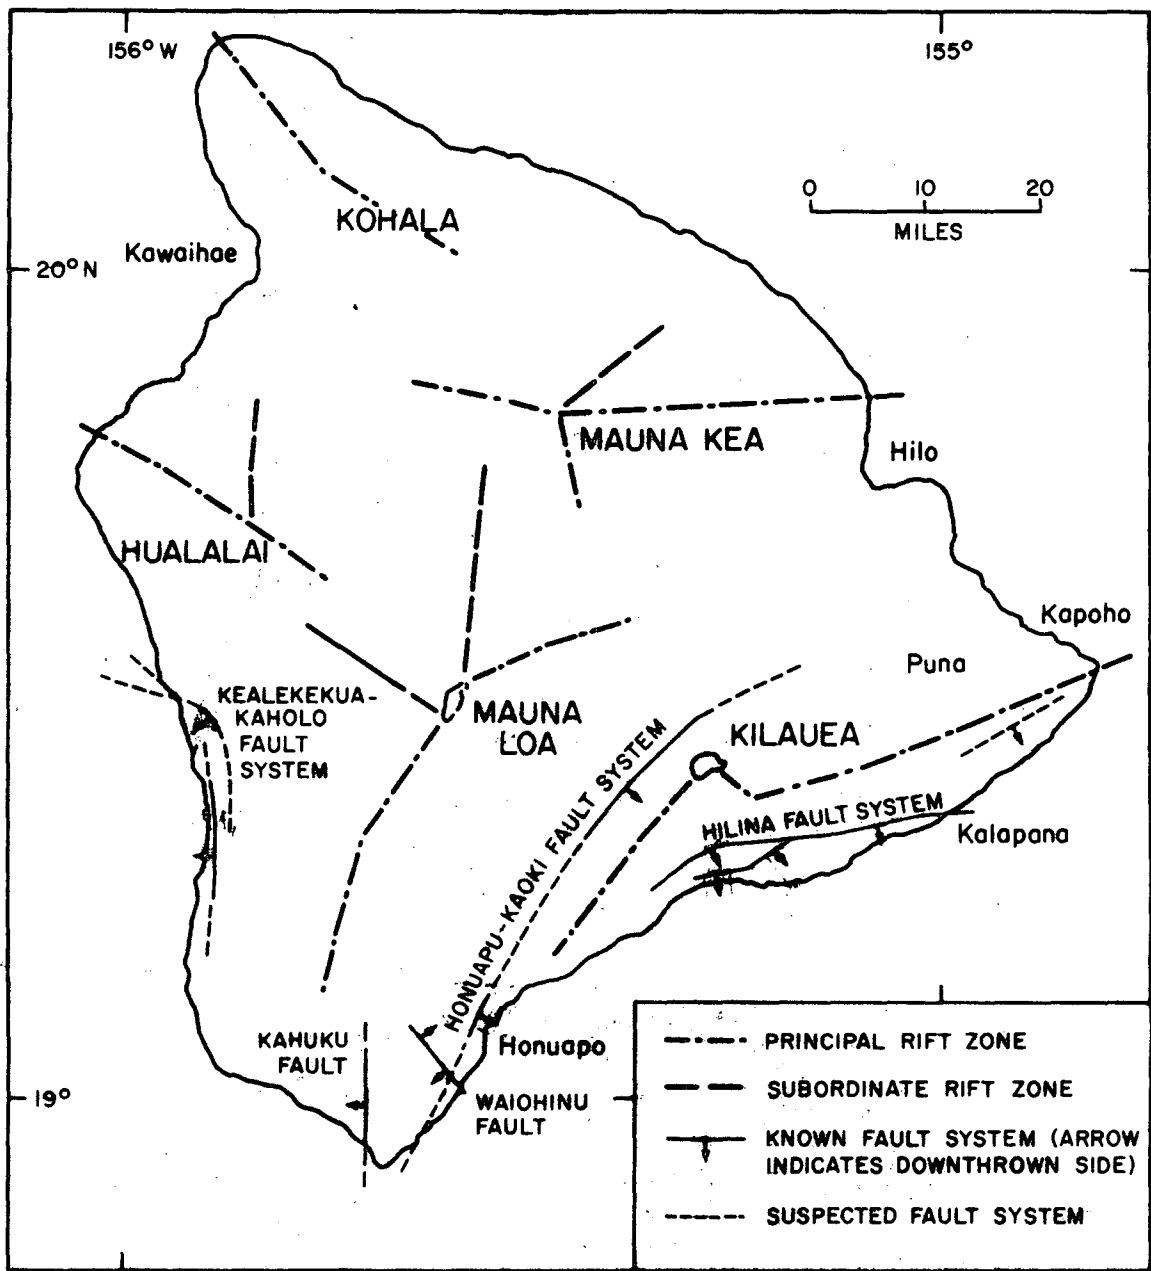 156° W
155°
0 10 20
MILES
KOHALA
Kawaihae
20° N
MAUNA KEA
Hilo
HUALALAI
Kapoho
Puna
KEALEKEKUA-
KAHOLO
FAULT
SYSTEM
MAUNA
LOA
KILAUEA
HONUAPU-KAOKI FAULT SYSTEM
HILINA FAULT SYSTEM
Kalapana
KAHUKU
FAULT
Honuapo
WAIOHINU
FAULT
19°
PRINCIPAL RIFT ZONE
SUBORDINATE RIFT ZONE
KNOWN FAULT SYSTEM (ARROW
INDICATES DOWNTHROWN SIDE)
SUSPECTED FAULT SYSTEM